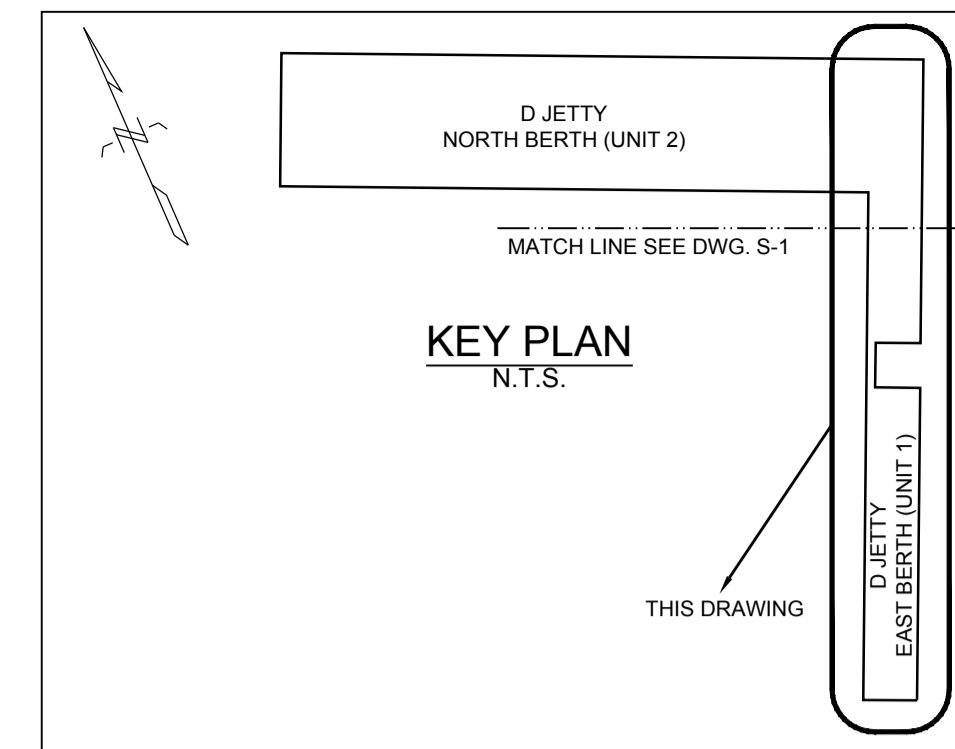 D JETTY
NORTH BERTH (UNIT 2)
MATCH LINE SEE DWG. S-1
KEY PLAN
N.T.S.
D JETTY
EAST BERTH (UNIT 1)
THIS DRAWING